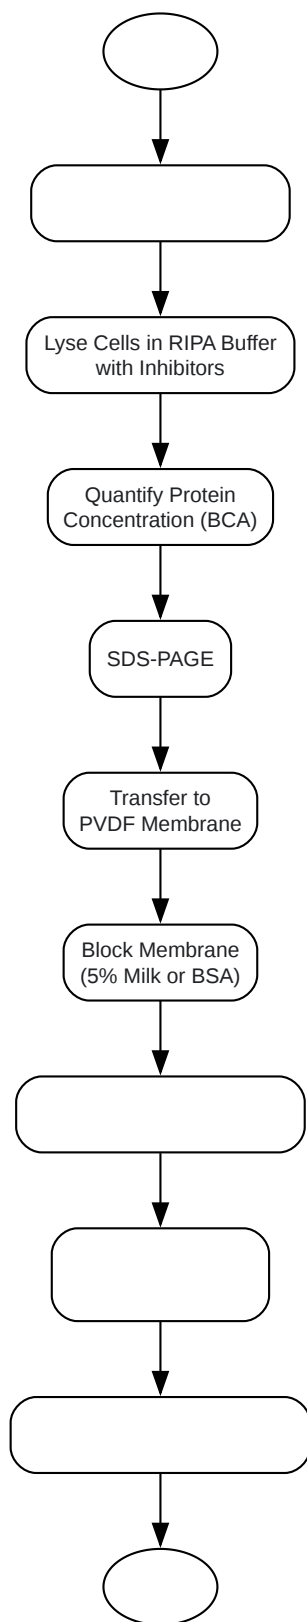 Lyse Cells in RIPA Buffer
with Inhibitors
Quantify Protein
Concentration (BCA)
SDS-PAGE
Transfer to
PVDF Membrane
Block Membrane
(5% Milk or BSA)